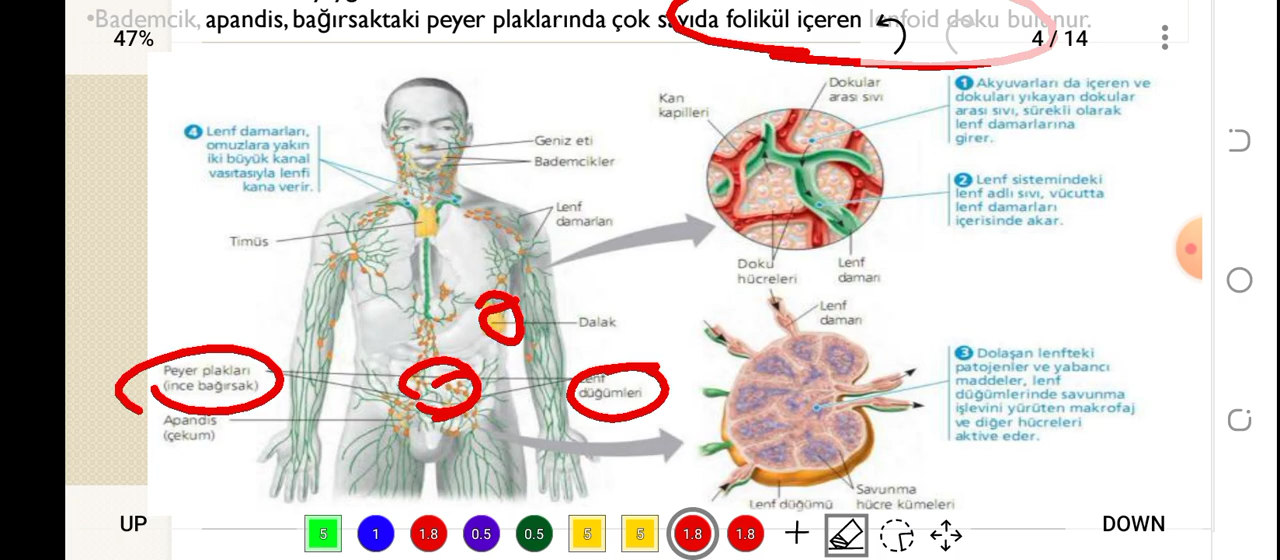 •Bademcik, apandis, bağırsaktaki peyer plaklarında çok sayıda folikül içeren lenfoid doku bulunur.
47%
4 / 14
Kan
kapilleri
Dokular
arası sıvı
1 Akyuvarları da içeren ve
dokuları yıkayan dokular
arası sıvı, sürekli olarak
lenf damarlarına
girer.
4 Lenf damarları,
omuzlara yakın
iki büyük kanal
vasıtasıyla lenfi
kana verir.
Geniz eti
Bademcikler
2 Lenf sistemindeki
lenf adlı sıvı, vücutta
lenf damarları
içerisinde akar.
Lenf
damarları
Timüs
Doku
hücreleri
Lenf
damarı
Lenf
damarı
Dalak
3 Dolaşan lenfteki
patojenler ve yabancı
maddeler, lenf
düğümlerinde savunma
işlevini yürüten makrofaj
ve diğer hücreleri
aktive eder.
Peyer plakları
(ince bağırsak)
Lenf
düğümleri
Apandis
(çekum)
Savunma
hücre kümeleri
Lenf düğümü
UP
5
1
1.8
0.5
0.5
5
5
1.8
1.8
DOWN